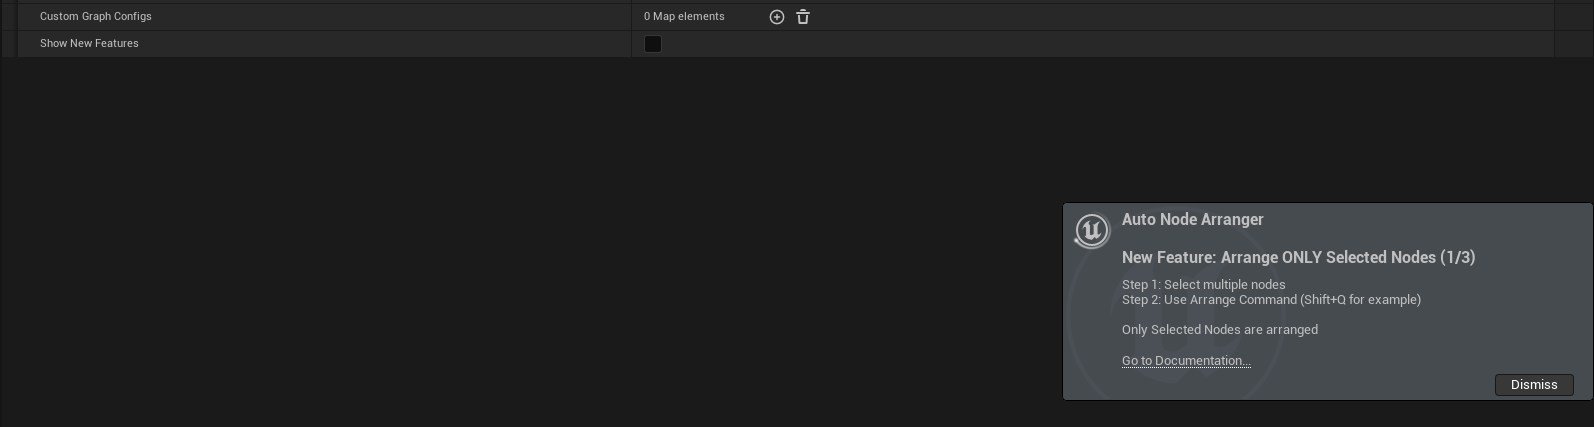 Custom Graph Configs
0 Map elements
Show New Features
Auto Node Arranger
New Feature: Arrange ONLY Selected Nodes (1/3)
Step 1: Select multiple nodes
Step 2: Use Arrange Command (Shift+Q for example)
Only Selected Nodes are arranged
Go to Documentation...
Dismiss